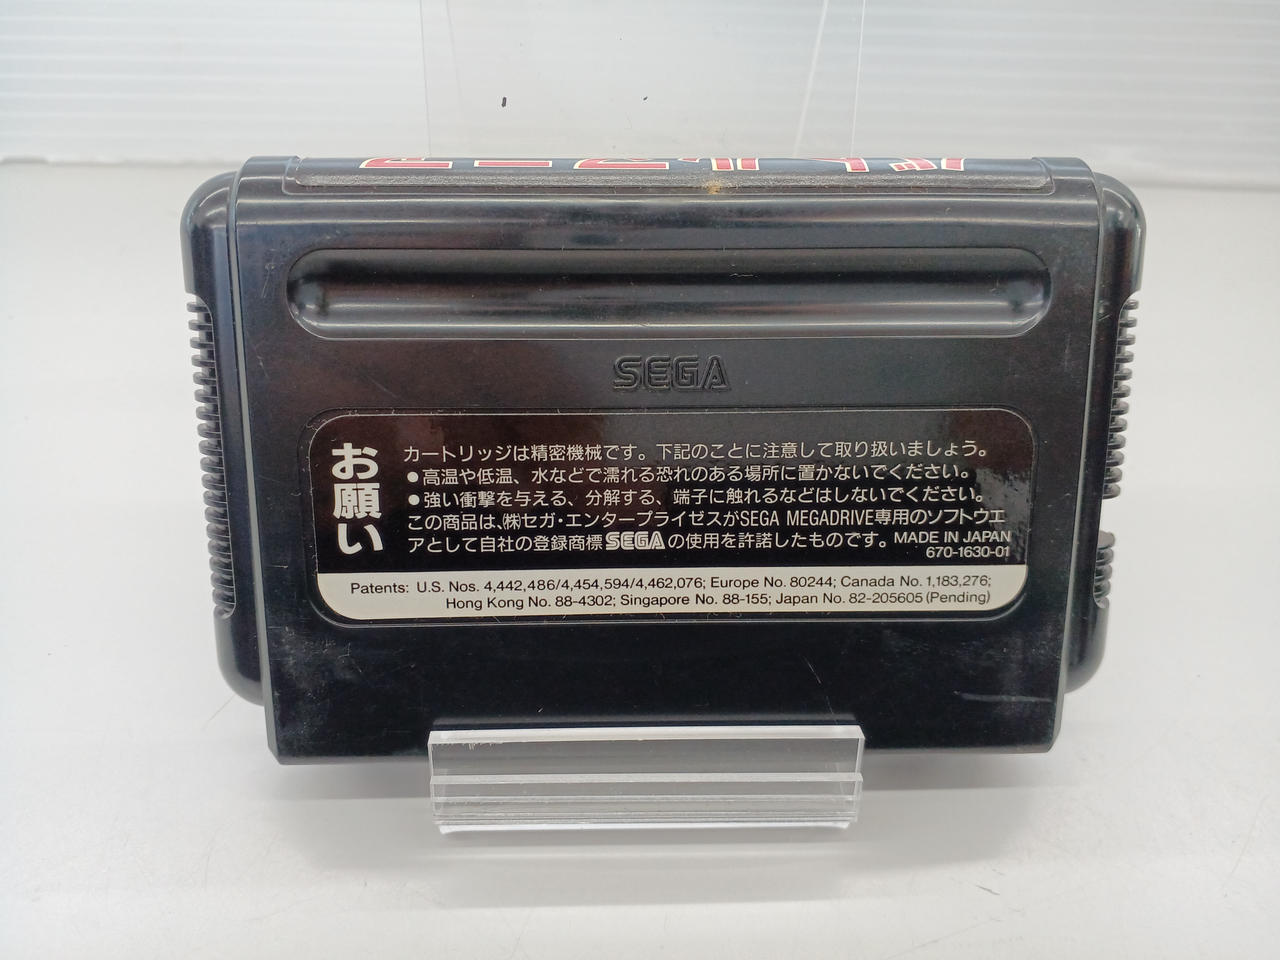 SEGA
お願い
カートリッジは精密機械です。下記のことに注意して取り扱いましょう。
●高温や低温、水などで濡れる恐れのある場所に置かないでください。
●強い衝撃を与える、分解する、端子に触れるなどはしないでください。
この商品は、㈱セガ・エンタープライゼスがSEGA MEGADRIVE専用のソフトウエ
アとして自社の登録商標SEGAの使用を許諾したものです。MADE IN JAPAN
670-1630-01
Patents: U.S. Nos. 4,442,486/4,454,594/4,462,076; Europe No. 80244; Canada No. 1,183,276;
Hong Kong No. 88-4302; Singapore No. 88-155; Japan No. 82-205605 (Pending)